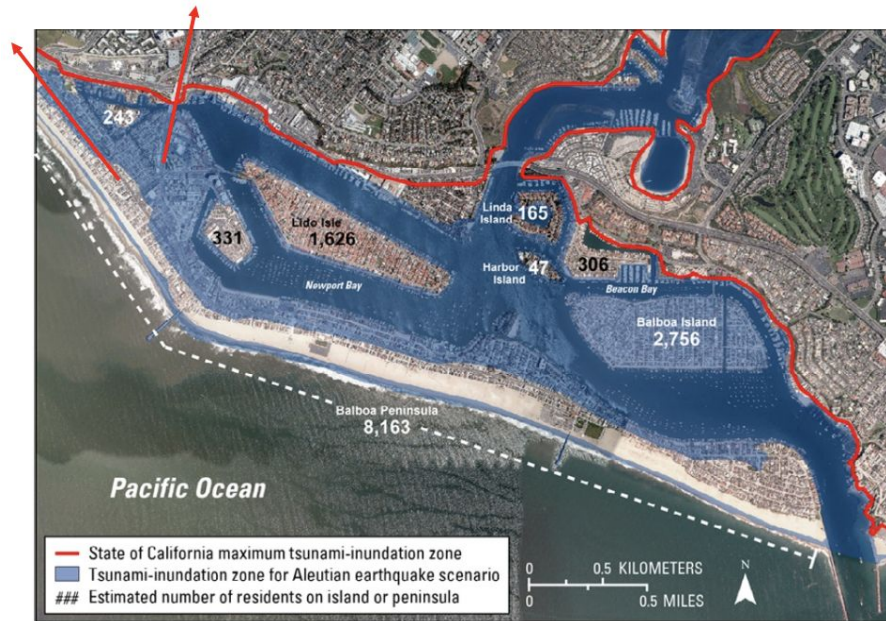 243
Linda
Island
165
Lido Isle
1,626
331
Harbor
Island
47
306
Newport Bay
Beacon Bay
Balboa Island
2,756
Balboa Peninsula
8,163
Pacific Ocean
State of California maximum tsunami-inundation zone
Tsunami-inundation zone for Aleutian earthquake scenario
### Estimated number of residents on island or peninsula
0 0.5 KILOMETERS
0 0.5 MILES
N